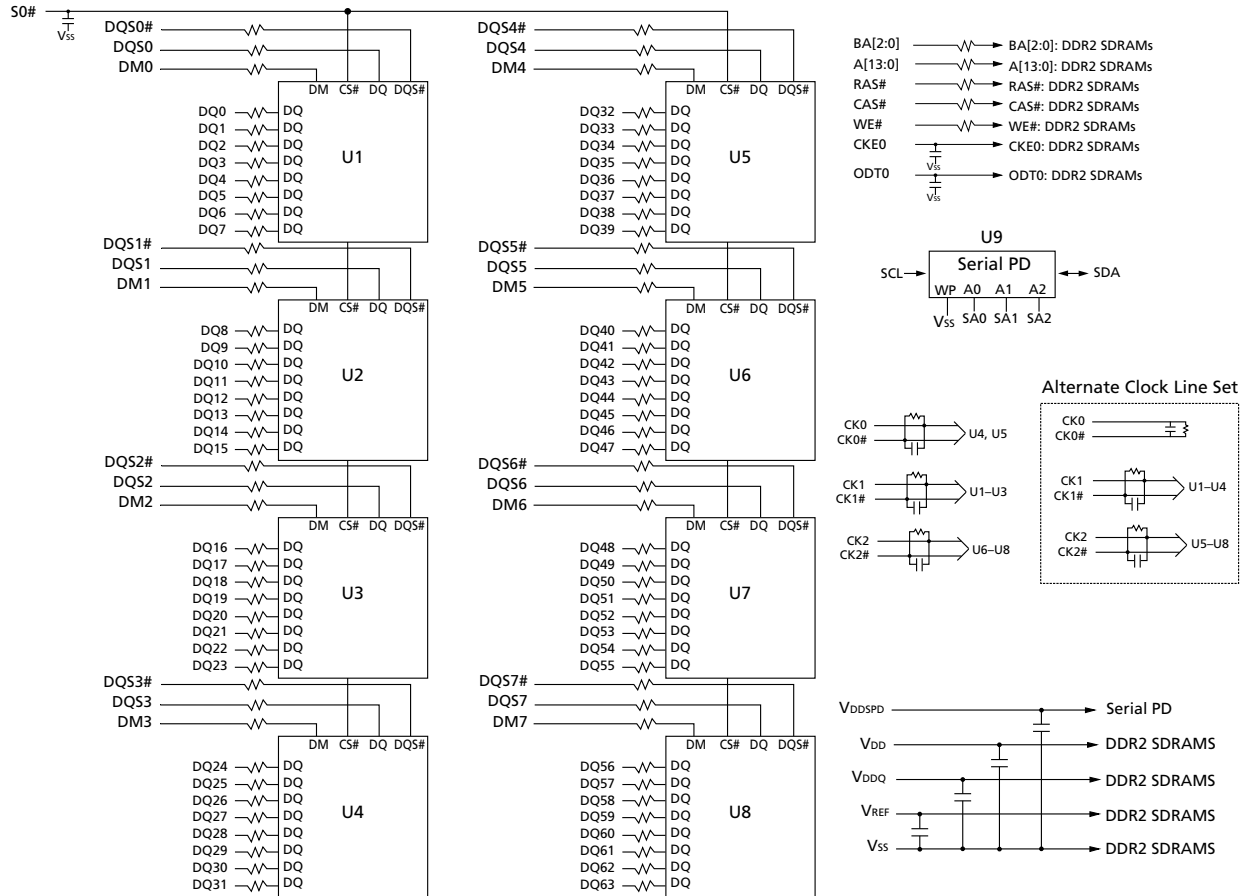 S0#
VSS
DQS0#
DQS0
DM0
DM CS# DQ DQS#
DQ0 DQ
DQ1 DQ
DQ2 DQ
DQ3 DQ
DQ4 DQ
DQ5 DQ
DQ6 DQ
DQ7 DQ
U1
DQS1#
DQS1
DM1
DM CS# DQ DQS#
DQ8 DQ
DQ9 DQ
DQ10 DQ
DQ11 DQ
DQ12 DQ
DQ13 DQ
DQ14 DQ
DQ15 DQ
U2
DQS2#
DQS2
DM2
DM CS# DQ DQS#
DQ16 DQ
DQ17 DQ
DQ18 DQ
DQ19 DQ
DQ20 DQ
DQ21 DQ
DQ22 DQ
DQ23 DQ
U3
DQS3#
DQS3
DM3
DM CS# DQ DQS#
DQ24 DQ
DQ25 DQ
DQ26 DQ
DQ27 DQ
DQ28 DQ
DQ29 DQ
DQ30 DQ
DQ31 DQ
U4
DQS4#
DQS4
DM4
DM CS# DQ DQS#
DQ32 DQ
DQ33 DQ
DQ34 DQ
DQ35 DQ
DQ36 DQ
DQ37 DQ
DQ38 DQ
DQ39 DQ
U5
DQS5#
DQS5
DM5
DM CS# DQ DQS#
DQ40 DQ
DQ41 DQ
DQ42 DQ
DQ43 DQ
DQ44 DQ
DQ45 DQ
DQ46 DQ
DQ47 DQ
U6
DQS6#
DQS6
DM6
DM CS# DQ DQS#
DQ48 DQ
DQ49 DQ
DQ50 DQ
DQ51 DQ
DQ52 DQ
DQ53 DQ
DQ54 DQ
DQ55 DQ
U7
DQS7#
DQS7
DM7
DM CS# DQ DQS#
DQ56 DQ
DQ57 DQ
DQ58 DQ
DQ59 DQ
DQ60 DQ
DQ61 DQ
DQ62 DQ
DQ63 DQ
U8
BA[2:0] BA[2:0]: DDR2 SDRAMs
A[13:0] A[13:0]: DDR2 SDRAMs
RAS# RAS#: DDR2 SDRAMs
CAS# CAS#: DDR2 SDRAMs
WE# WE#: DDR2 SDRAMs
CKE0 CKE0: DDR2 SDRAMs
VSS
ODT0 ODT0: DDR2 SDRAMs
VSS
U9
Serial PD
SCL SDA
WP A0 A1 A2
VSS SA0 SA1 SA2
CK0
CK0#
U4, U5
CK1
CK1#
U1–U3
CK2
CK2#
U6–U8
Alternate Clock Line Set
CK0
CK0#
CK1
CK1#
U1–U4
CK2
CK2#
U5–U8
VDDSPD Serial PD
VDD DDR2 SDRAMS
VDDQ DDR2 SDRAMS
VREF DDR2 SDRAMS
VSS DDR2 SDRAMS